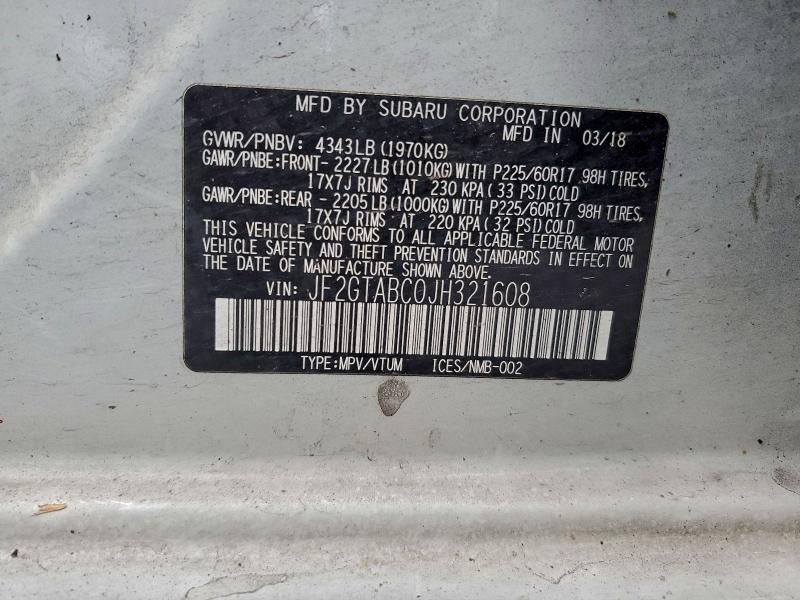 MFD BY SUBARU CORPORATION
MFD IN 03/18
GVWR/PNBV: 4343LB (1970KG)
GAWR/PNBE:FRONT- 2227LB(1010KG)WITH P225/60R17 98H TIRES,
17X7J RIMS AT 230 KPA(33 PSI)COLD
GAWR/PNBE:REAR - 2205LB(1000KG)WITH P225/60R17 98H TIRES,
17X7J RIMS AT 220 KPA(32 PSI)COLD
THIS VEHICLE CONFORMS TO ALL APPLICABLE FEDERAL MOTOR
VEHICLE SAFETY AND THEFT PREVENTION STANDARDS IN EFFECT ON
THE DATE OF MANUFACTURE SHOWN ABOVE.
VIN: JF2GTABC0JH321608
TYPE:MPV/VTUM ICES/NMB-002